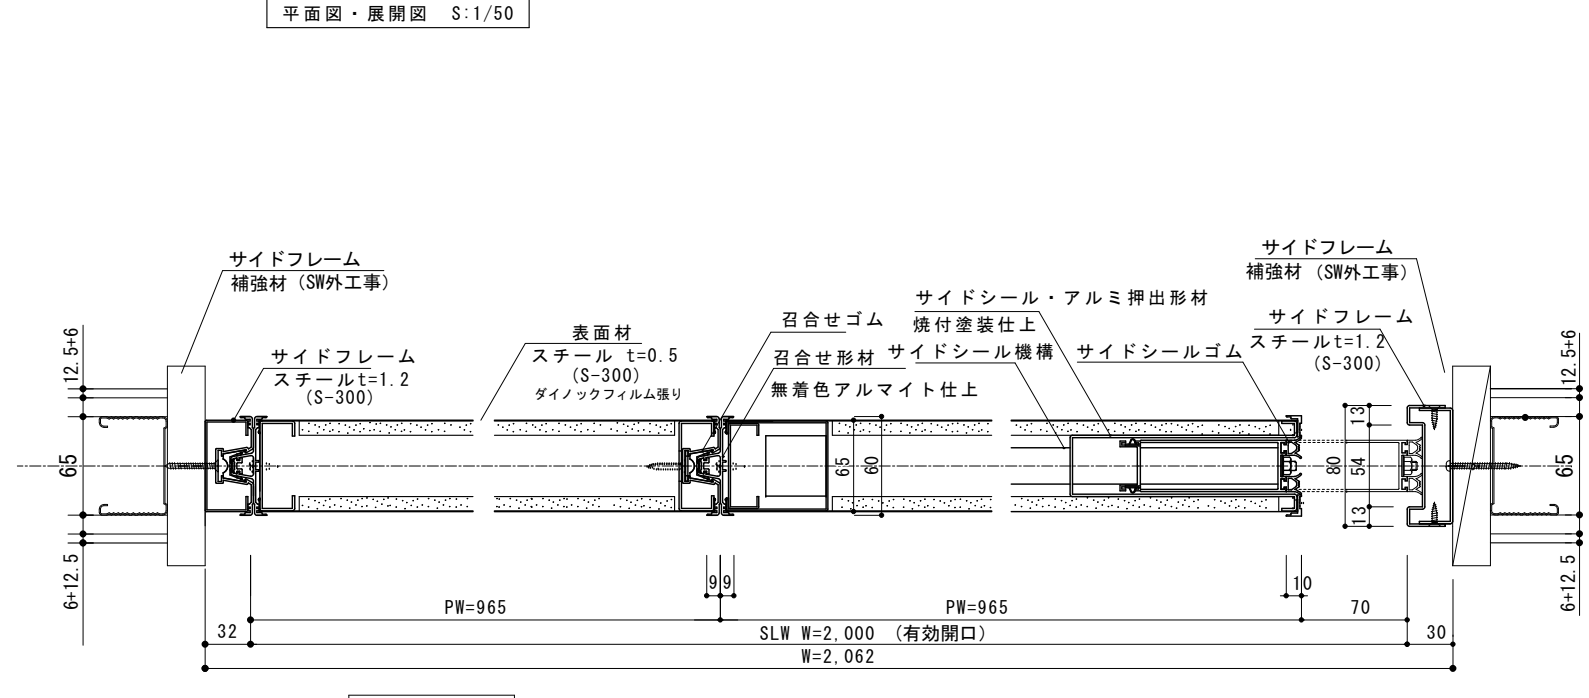 平面図・展開図 S:1/50
サイドフレーム
補強材（SW外工事）
サイドフレーム
補強材（SW外工事）
サイドシール・アルミ押出形材
焼付塗装仕上
召合せゴム
サイドフレーム
スチールt=1.2
(S-300)
表面材
スチール t=0.5
(S-300)
ダイノックフィルム張り
サイドフレーム
スチールt=1.2
(S-300)
召合せ形材
無着色アルマイト仕上
サイドシール機構
サイドシールゴム
12.5+6
65
6+12.5
65
60
13
80
54
13
12.5+6
65
6+12.5
9
9
10
PW=965
PW=965
70
32
SLW W=2,000 （有効開口）
30
W=2,062